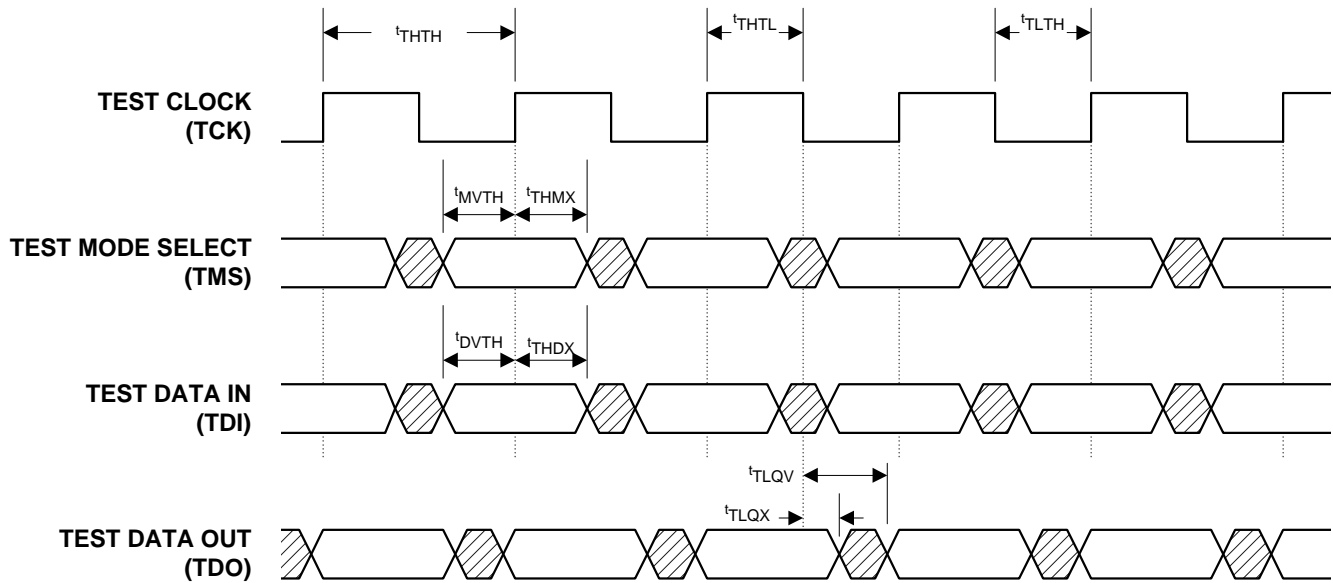 tTHTH
tTHTL
tTLTH
TEST CLOCK
(TCK)
tMVTH
tTHMX
TEST MODE SELECT
(TMS)
tDVTH
tTHDX
TEST DATA IN
(TDI)
tTLQV
tTLQX
TEST DATA OUT
(TDO)